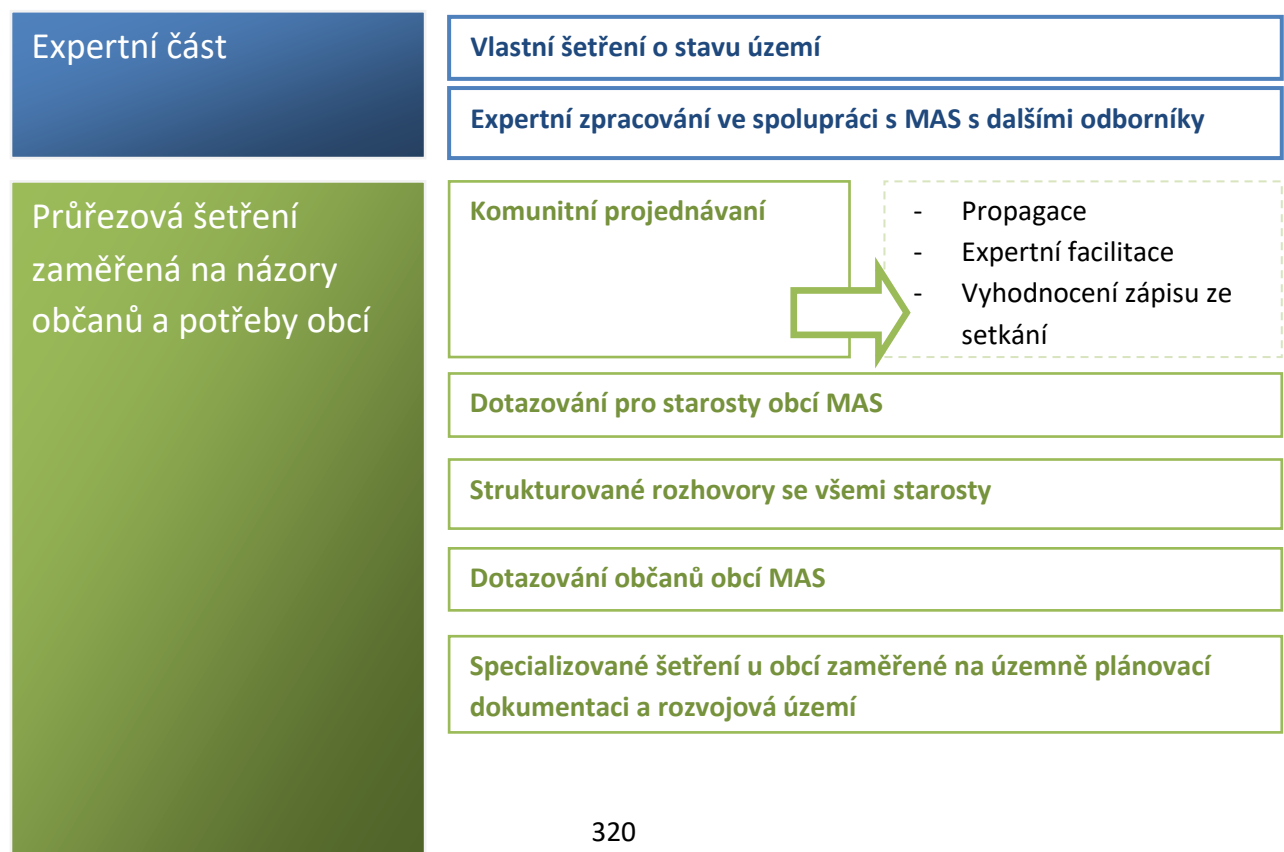 Expertní část
Vlastní šetření o stavu území
Expertní zpracování ve spolupráci s MAS s dalšími odborníky
Průřezová šetření
zaměřená na názory
občanů a potřeby obcí
Komunitní projednávaní
- Propagace
- Expertní facilitace
- Vyhodnocení zápisu ze
setkání
Dotazování pro starosty obcí MAS
Strukturované rozhovory se všemi starosty
Dotazování občanů obcí MAS
Specializované šetření u obcí zaměřené na územně plánovací
dokumentaci a rozvojová území
320